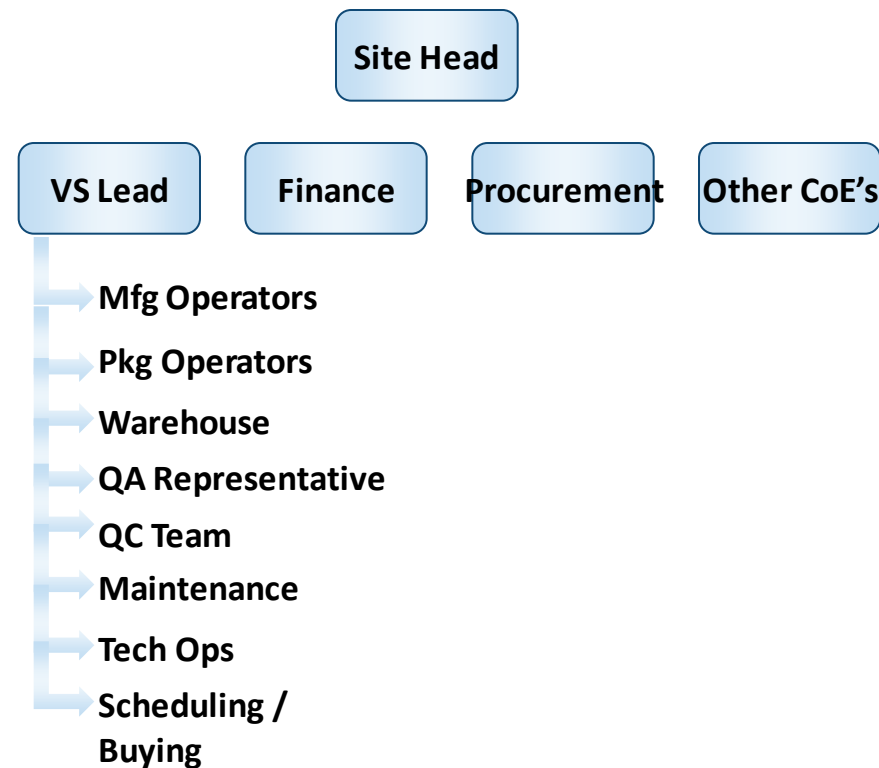 Site Head
VS Lead
Finance
Procurement
Other CoE's
Mfg Operators
Pkg Operators
Warehouse
QA Representative
QC Team
Maintenance
Tech Ops
Scheduling /
Buying